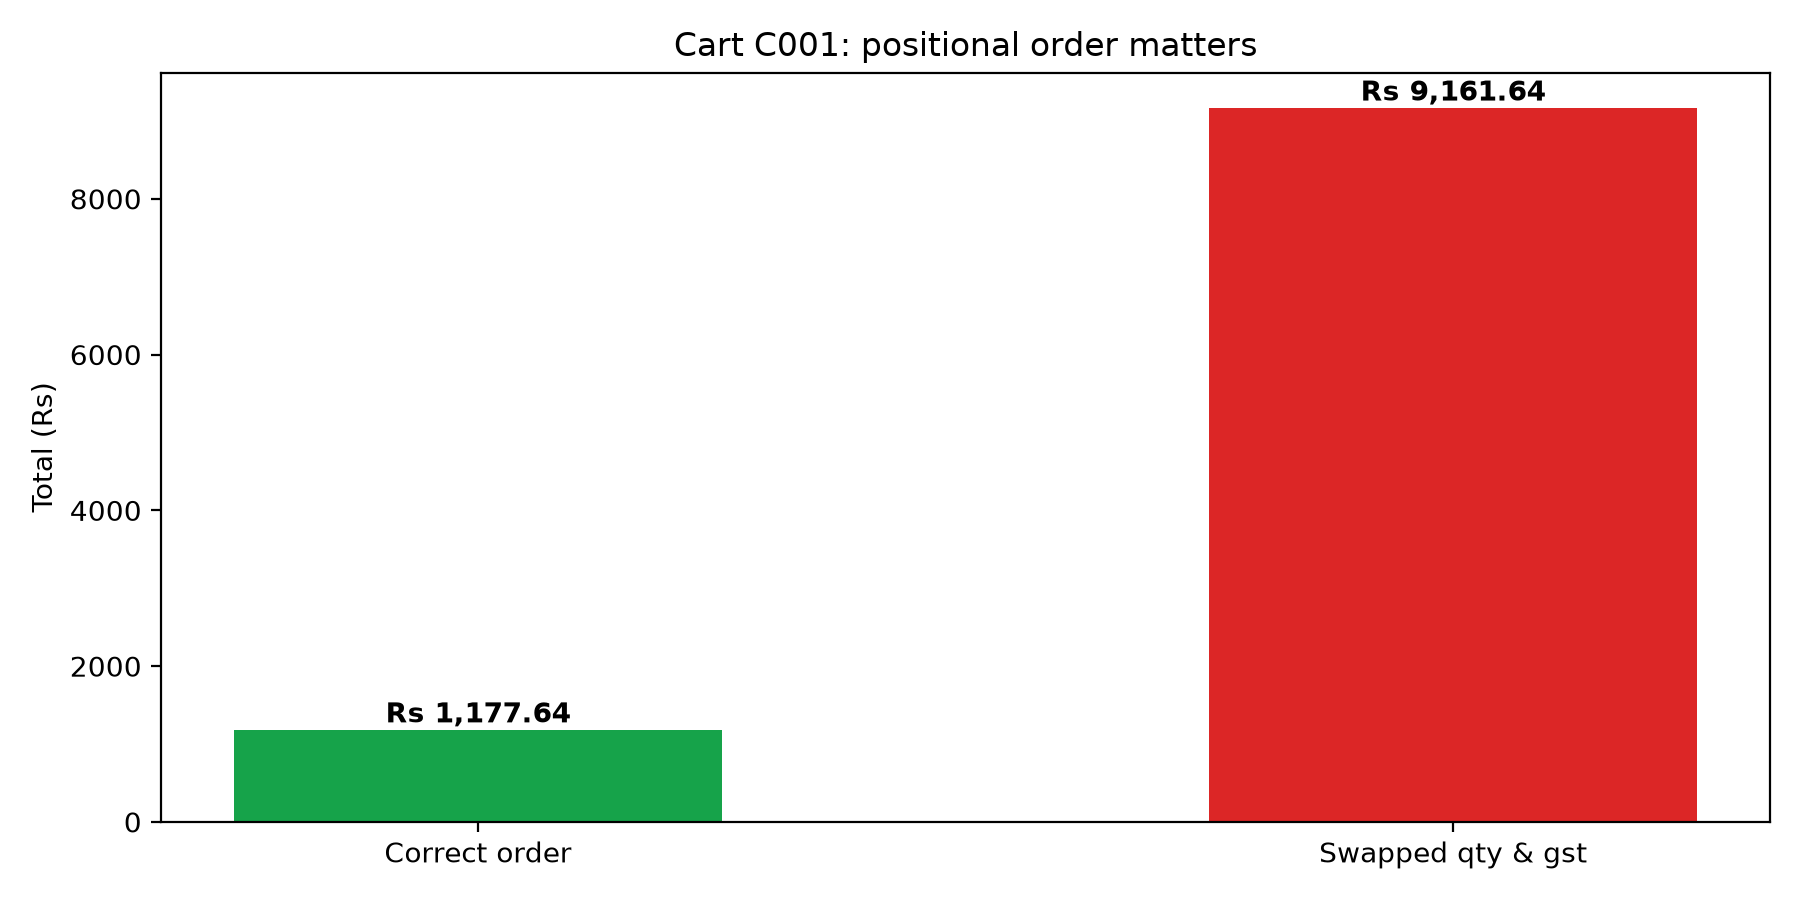 Cart C001: positional order matters
Rs 9,161.64
8000
6000
Total (Rs)
4000
2000
Rs 1,177.64
0
Correct order
Swapped qty & gst